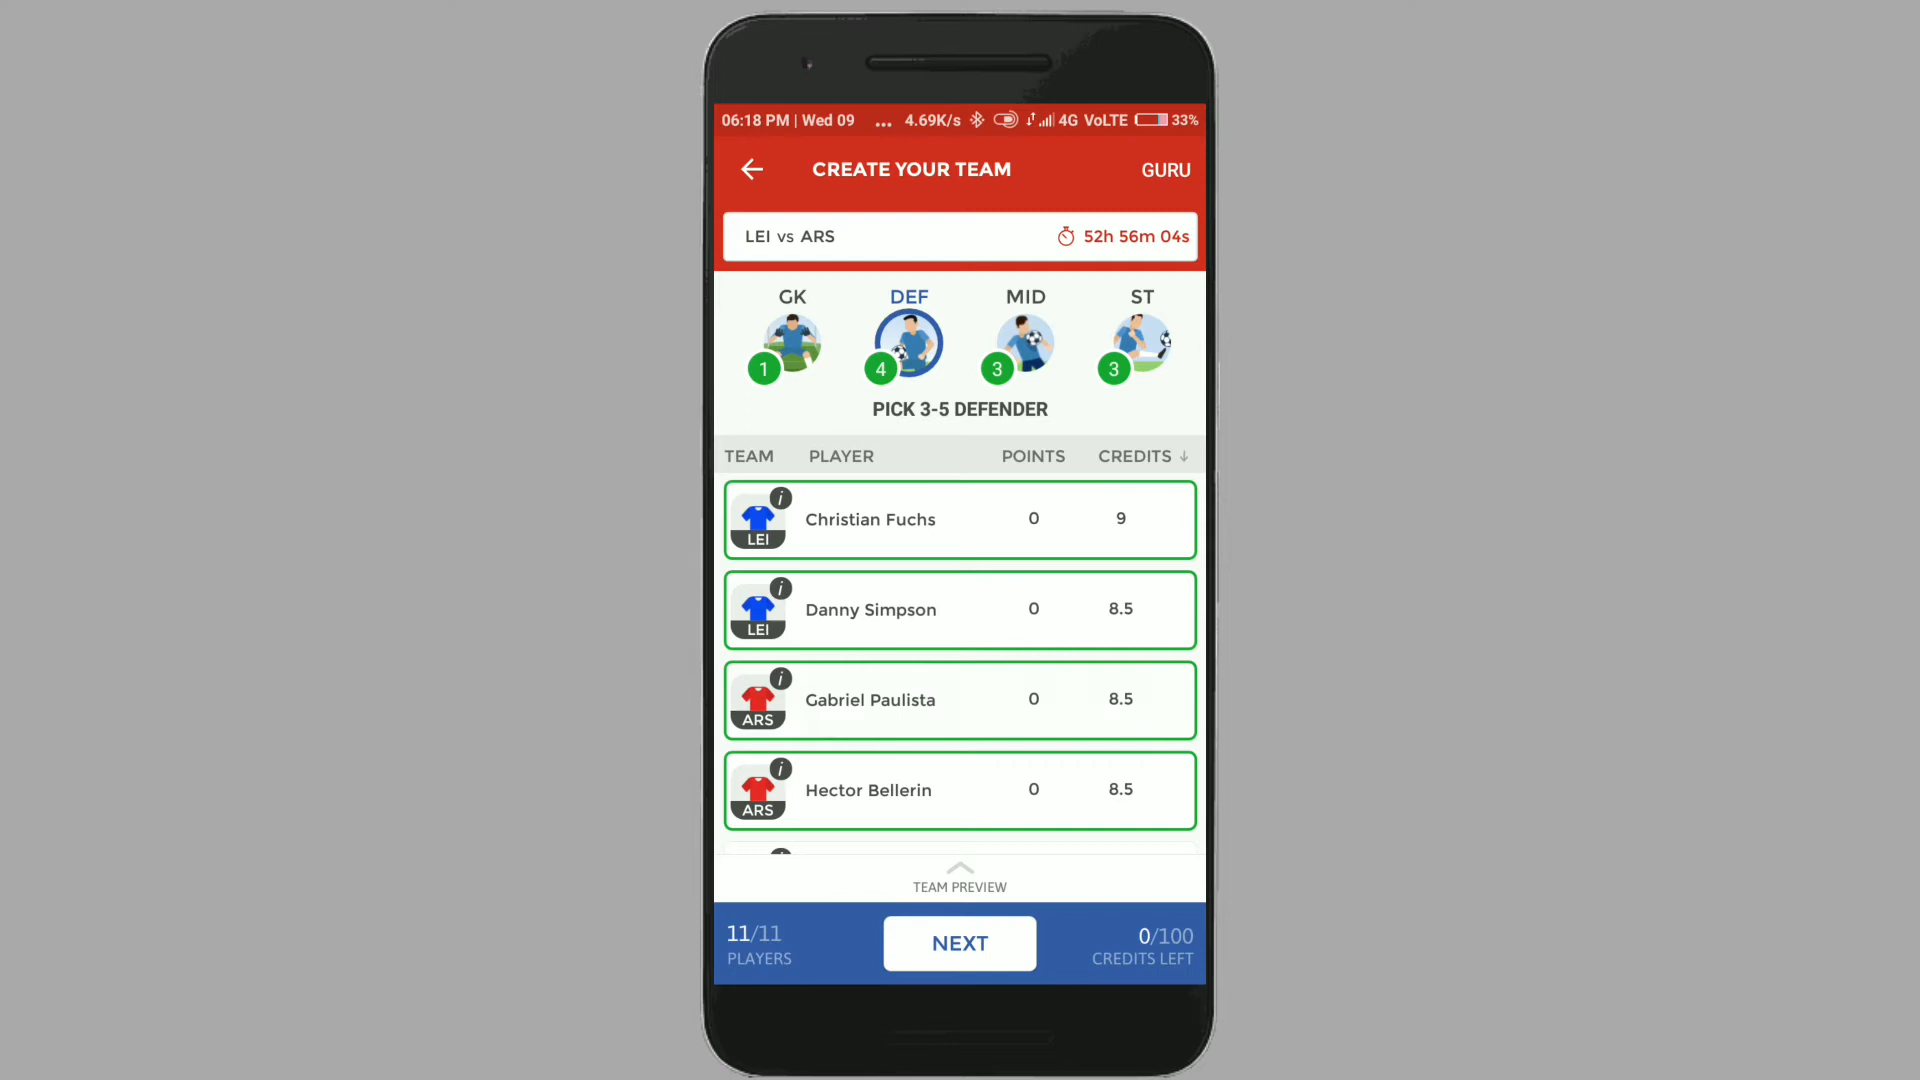 06:18 PM | Wed 09 ... 4.69K/s 4G VoLTE 33%
CREATE YOUR TEAM GURU
LEI vs ARS 52h 56m 04s
GK DEF MID ST
1 4 3 3
PICK 3-5 DEFENDER
TEAM PLAYER POINTS CREDITS ↓
i
Christian Fuchs 0 9
LEI
i
Danny Simpson 0 8.5
LEI
i
Gabriel Paulista 0 8.5
ARS
i
Hector Bellerin 0 8.5
ARS
TEAM PREVIEW
11/11 NEXT 0/100
PLAYERS CREDITS LEFT